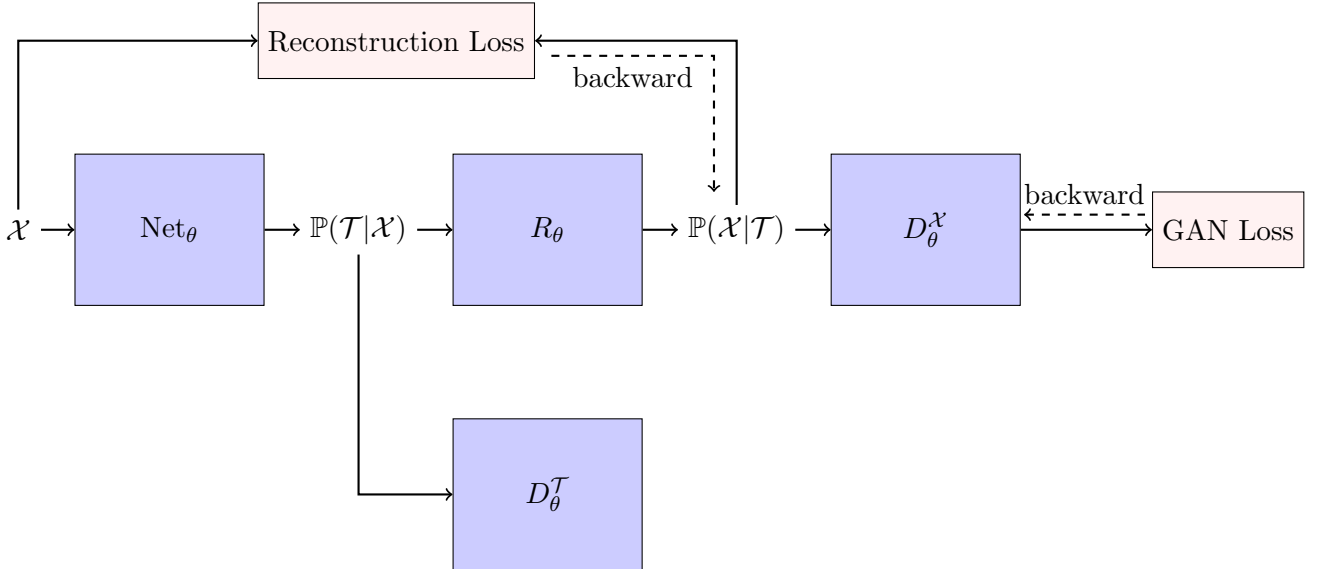 Reconstruction Loss
backward
𝒳
Net_θ
ℙ(𝒯|𝒳)
R_θ
ℙ(𝒳|𝒯)
D_θ^𝒳
backward
GAN Loss
D_θ^𝒯